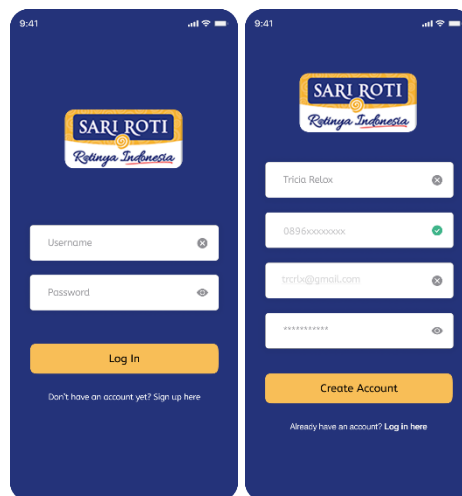 9:41
SARI ROTI
Rotinya Indonesia
Username
Password
Log In
Don't have an account yet? Sign up here
9:41
SARI ROTI
Rotinya Indonesia
Tricia Relox
0896xxxxxxxx
trcrlx@gmail.com
***********
Create Account
Already have an account? Log in here